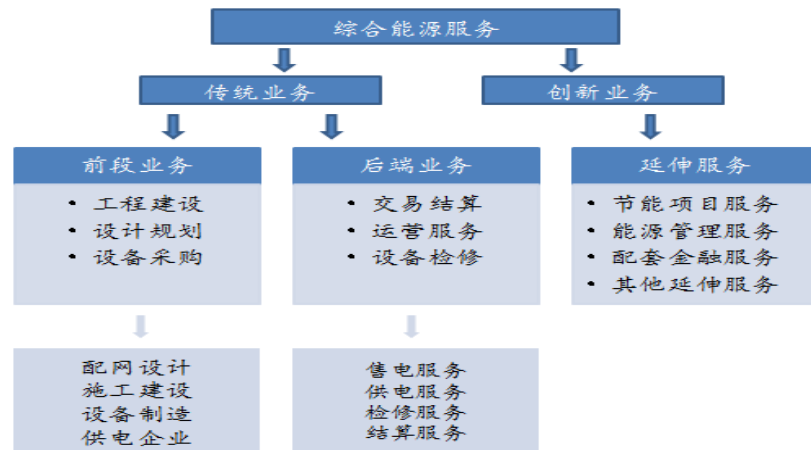 综合能源服务
传统业务
创新业务
前段业务
• 工程建设
• 设计规划
• 设备采购
后端业务
• 交易结算
• 运营服务
• 设备检修
延伸服务
• 节能项目服务
• 能源管理服务
• 配套金融服务
• 其他延伸服务
配网设计
施工建设
设备制造
供电企业
售电服务
供电服务
检修服务
结算服务